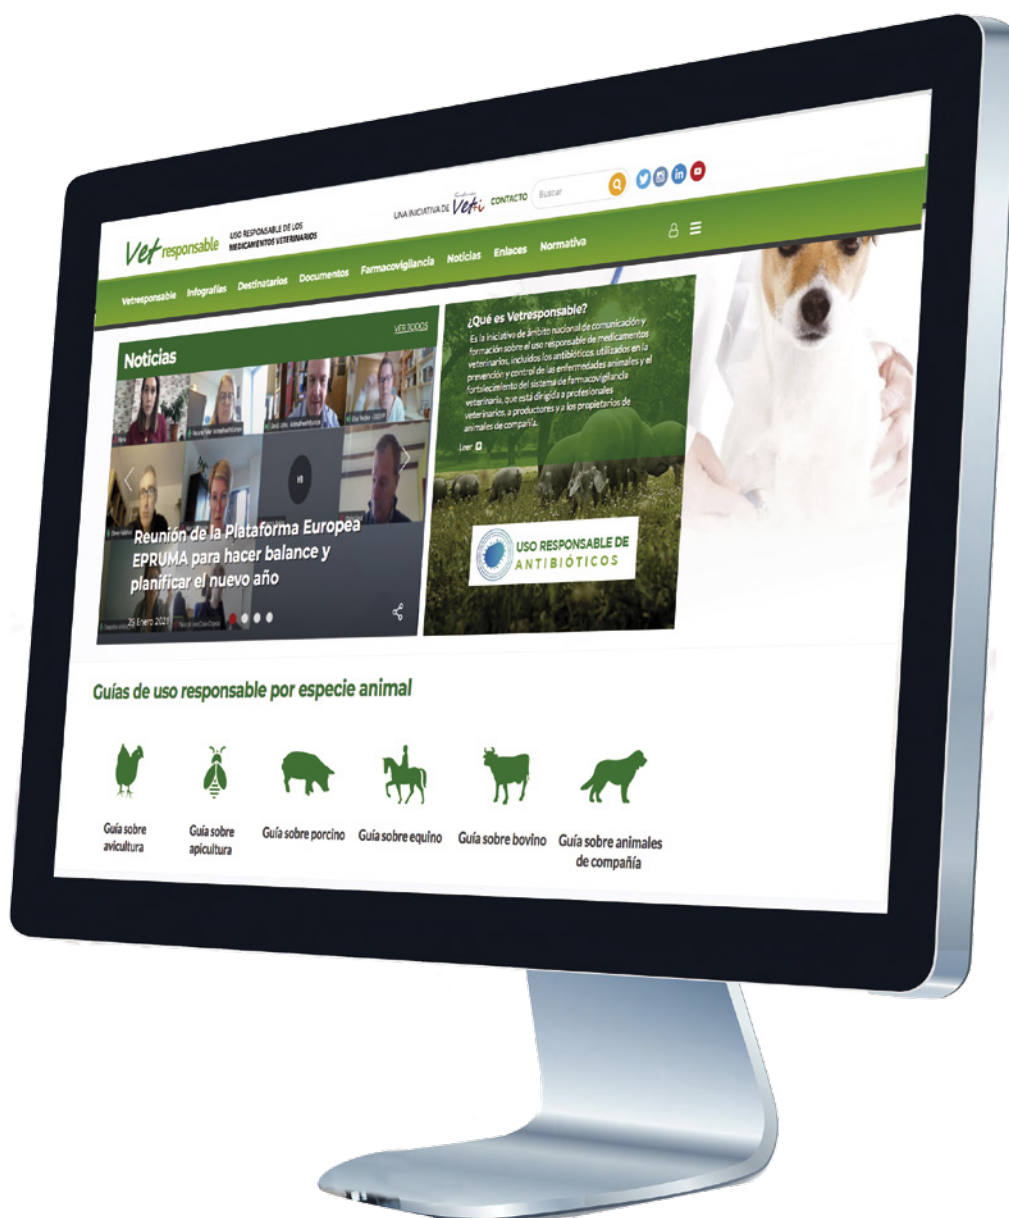 Vet responsable
USO RESPONSABLE DE LOS
MEDICAMENTOS VETERINARIOS
UNA INICIATIVA DE Vet+i
CONTACTO
Buscar
Vetresponsable Infografías Destinatarios Documentos Farmacovigilancia Noticias Enlaces Normativa
Noticias
VER TODOS
Reunión de la Plataforma Europea
EPRUMA para hacer balance y
planificar el nuevo año
25 Enero 2021
¿Qué es Vetresponsable?
Es la iniciativa de ámbito nacional de comunicación y
formación sobre el uso responsable de medicamentos
veterinarios, incluidos los antibióticos, utilizados en la
prevención y control de las enfermedades animales y el
fortalecimiento del sistema de farmacovigilancia
veterinaria, que está dirigida a profesionales
veterinarios, a productores y a los propietarios de
animales de compañía.
Leer
USO RESPONSABLE DE
ANTIBIÓTICOS
Guías de uso responsable por especie animal
Guía sobre
avicultura
Guía sobre
apicultura
Guía sobre porcino
Guía sobre equino
Guía sobre bovino
Guía sobre animales
de compañía